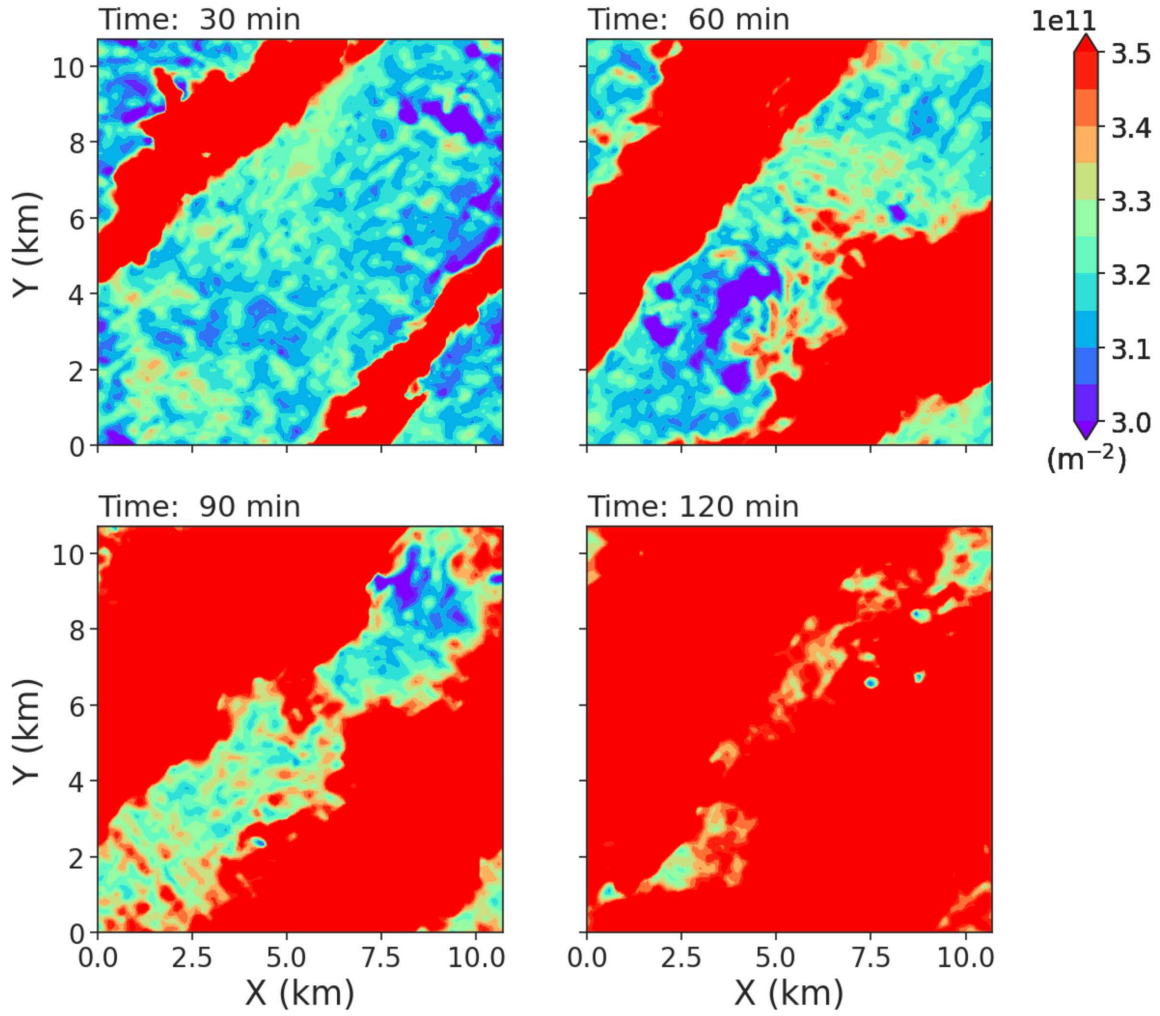 Time:  30 min
Time:  60 min
1e11
10
8
6
4
2
0
Y (km)
3.5
3.4
3.3
3.2
3.1
3.0
(m⁻²)
Time:  90 min
Time: 120 min
10
8
6
4
2
0
Y (km)
0.0 2.5 5.0 7.5 10.0
0.0 2.5 5.0 7.5 10.0
X (km)
X (km)